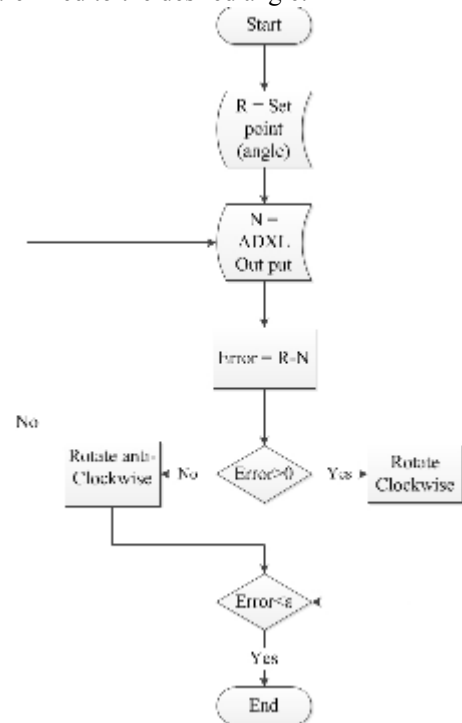 Start
R = Set
point
(angle)
N =
ADXL
Out put
Error = R-N
No
Rotate anti-
Clockwise
No
Error>0
Yes
Rotate
Clockwise
Error<ε
Yes
End